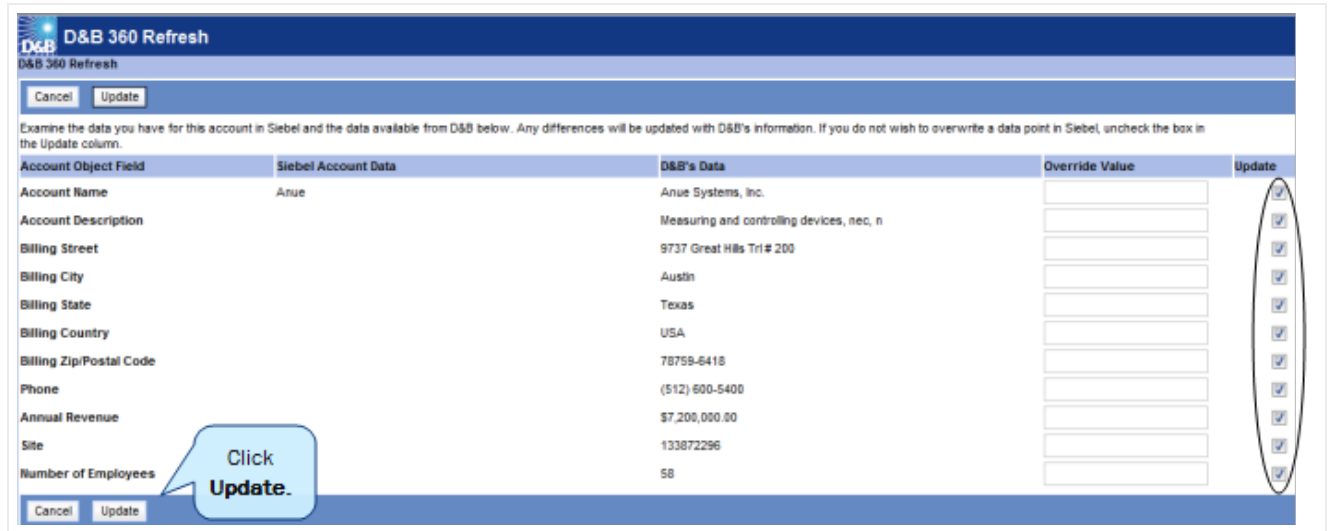 D&B D&B 360 Refresh
D&B 360 Refresh
Cancel Update
Examine the data you have for this account in Siebel and the data available from D&B below. Any differences will be updated with D&B's information. If you do not wish to overwrite a data point in Siebel, uncheck the box in
the Update column.
Account Object Field Siebel Account Data D&B's Data Override Value Update
Account Name Anue Anue Systems, Inc.
Account Description Measuring and controlling devices, nec, n
Billing Street 9737 Great Hills Trl # 200
Billing City Austin
Billing State Texas
Billing Country USA
Billing Zip/Postal Code 78759-6418
Phone (512) 600-5400
Annual Revenue $7,200,000.00
Site 133872296
Number of Employees 58
Click
Update.
Cancel Update